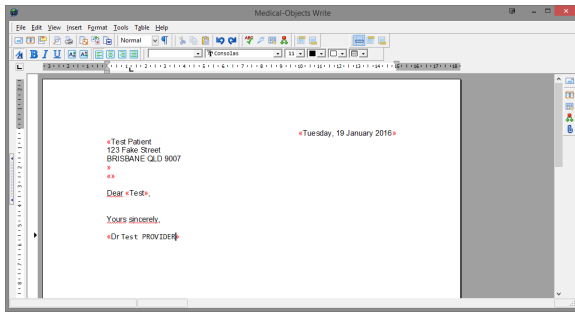 Medical-Objects Write
File Edit View Insert Format Tools Table Help
Normal
Consolas
11
«Tuesday, 19 January 2016»
«Test Patient
123 Fake Street
BRISBANE QLD 9007
»
«»
Dear «Test»,
Yours sincerely,
«Dr Test PROVIDER»